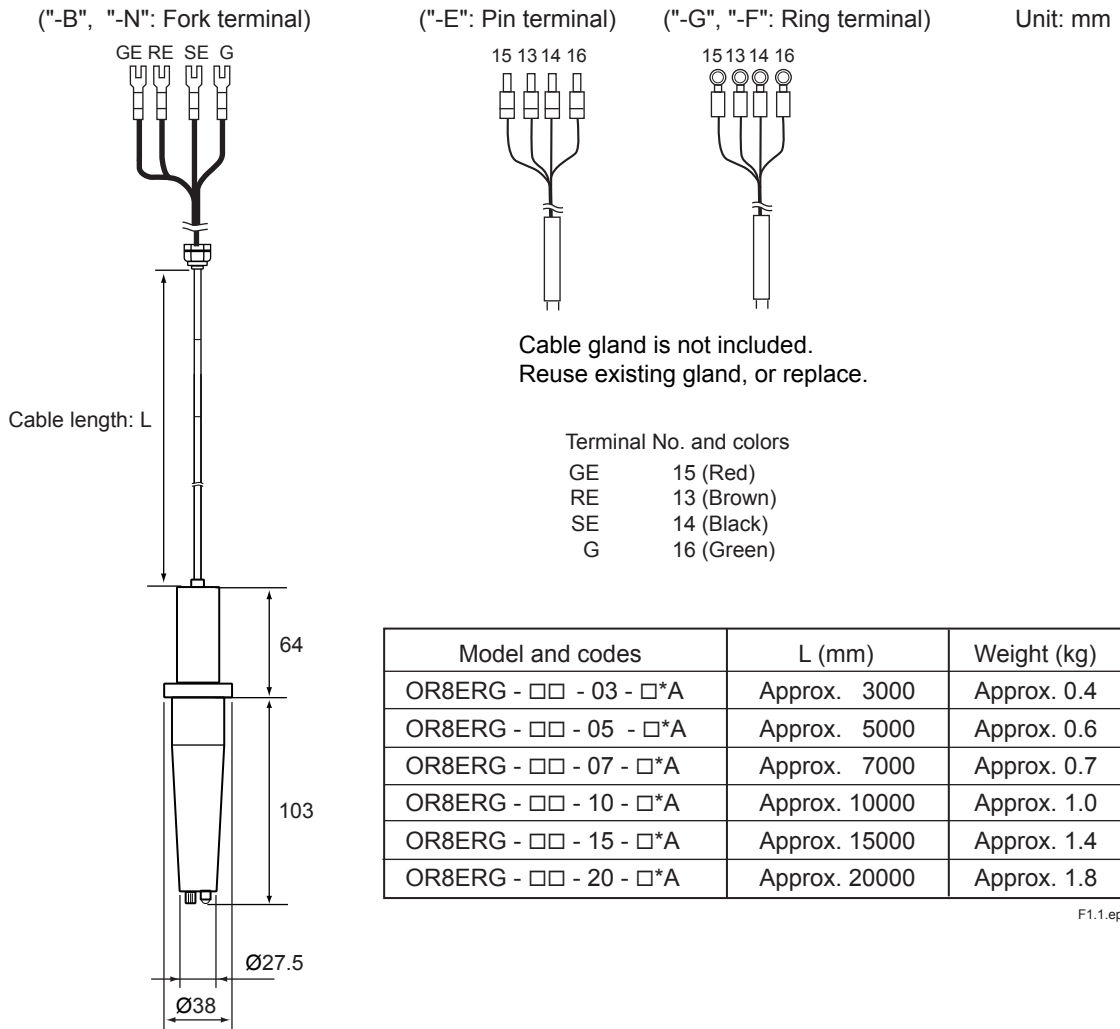 ("-B", "-N": Fork terminal) ("-E": Pin terminal) ("-G", "-F": Ring terminal) Unit: mm
GE RE SE G 15 13 14 16 15 13 14 16
Cable gland is not included.
Reuse existing gland, or replace.
Cable length: L
Terminal No. and colors
GE 15 (Red)
RE 13 (Brown)
SE 14 (Black)
G 16 (Green)
64
103
Ø27.5
Ø38
Model and codes L (mm) Weight (kg)
OR8ERG - □□ - 03 - □*A Approx. 3000 Approx. 0.4
OR8ERG - □□ - 05 - □*A Approx. 5000 Approx. 0.6
OR8ERG - □□ - 07 - □*A Approx. 7000 Approx. 0.7
OR8ERG - □□ - 10 - □*A Approx. 10000 Approx. 1.0
OR8ERG - □□ - 15 - □*A Approx. 15000 Approx. 1.4
OR8ERG - □□ - 20 - □*A Approx. 20000 Approx. 1.8